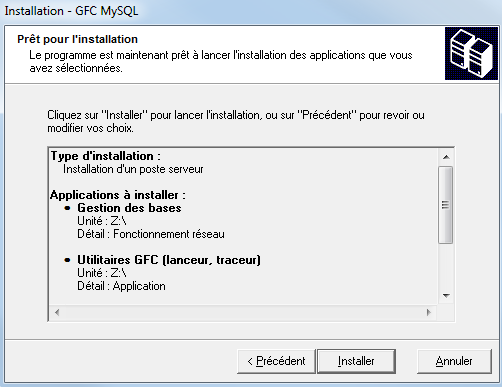 Installation - GFC MySQL
Prêt pour l'installation
Le programme est maintenant prêt à lancer l'installation des applications que vous
avez sélectionnées.
Cliquez sur "Installer" pour lancer l'installation, ou sur "Précédent" pour revoir ou
modifier vos choix.
Type d'installation :
Installation d'un poste serveur
Applications à installer :
• Gestion des bases
Unité : Z:\
Détail : Fonctionnement réseau
• Utilitaires GFC (lanceur, traceur)
Unité : Z:\
Détail : Application
< Précédent
Installer
Annuler